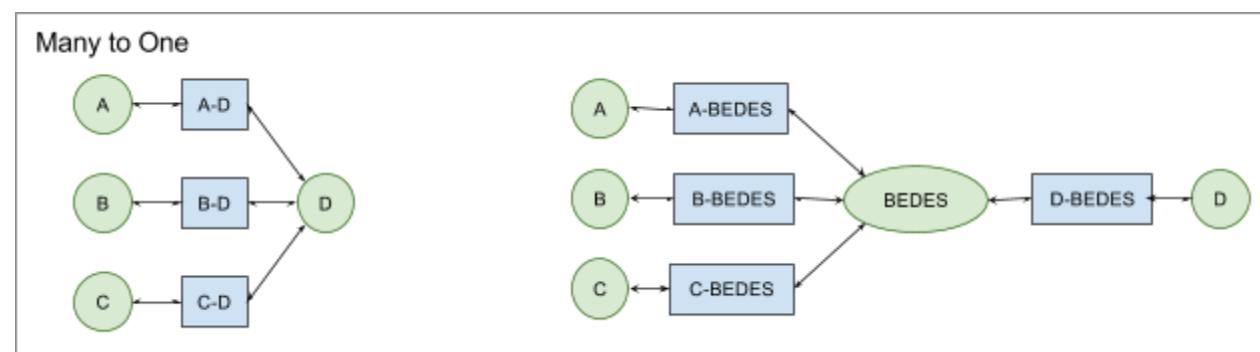 Many to One
A
A-D
B
B-D
D
C
C-D
A
A-BEDES
B
B-BEDES
BEDES
D-BEDES
D
C
C-BEDES